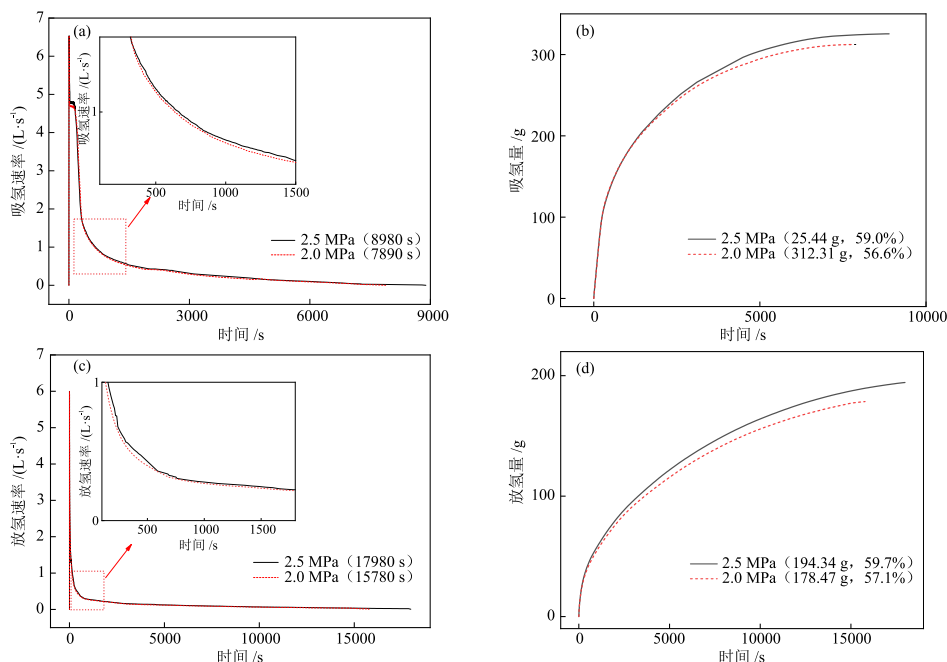 (a)
7
6
5
4
3
2
1
0
吸氢速率 /(L·s⁻¹)
1
吸氢速率 /(L·s⁻¹)
500
1000
1500
时间 /s
2.5 MPa（8980 s）
2.0 MPa（7890 s）
0
3000
6000
9000
时间 /s
(b)
300
200
100
0
吸氢量 /g
2.5 MPa（25.44 g，59.0%）
2.0 MPa（312.31 g，56.6%）
0
5000
10000
时间 /s
(c)
7
6
5
4
3
2
1
0
放氢速率 /(L·s⁻¹)
1
0
放氢速率 /(L·s⁻¹)
500
1000
1500
时间 /s
2.5 MPa（17980 s）
2.0 MPa（15780 s）
0
5000
10000
15000
时间 /s
(d)
200
100
0
放氢量 /g
2.5 MPa（194.34 g，59.7%）
2.0 MPa（178.47 g，57.1%）
0
5000
10000
15000
时间 /s